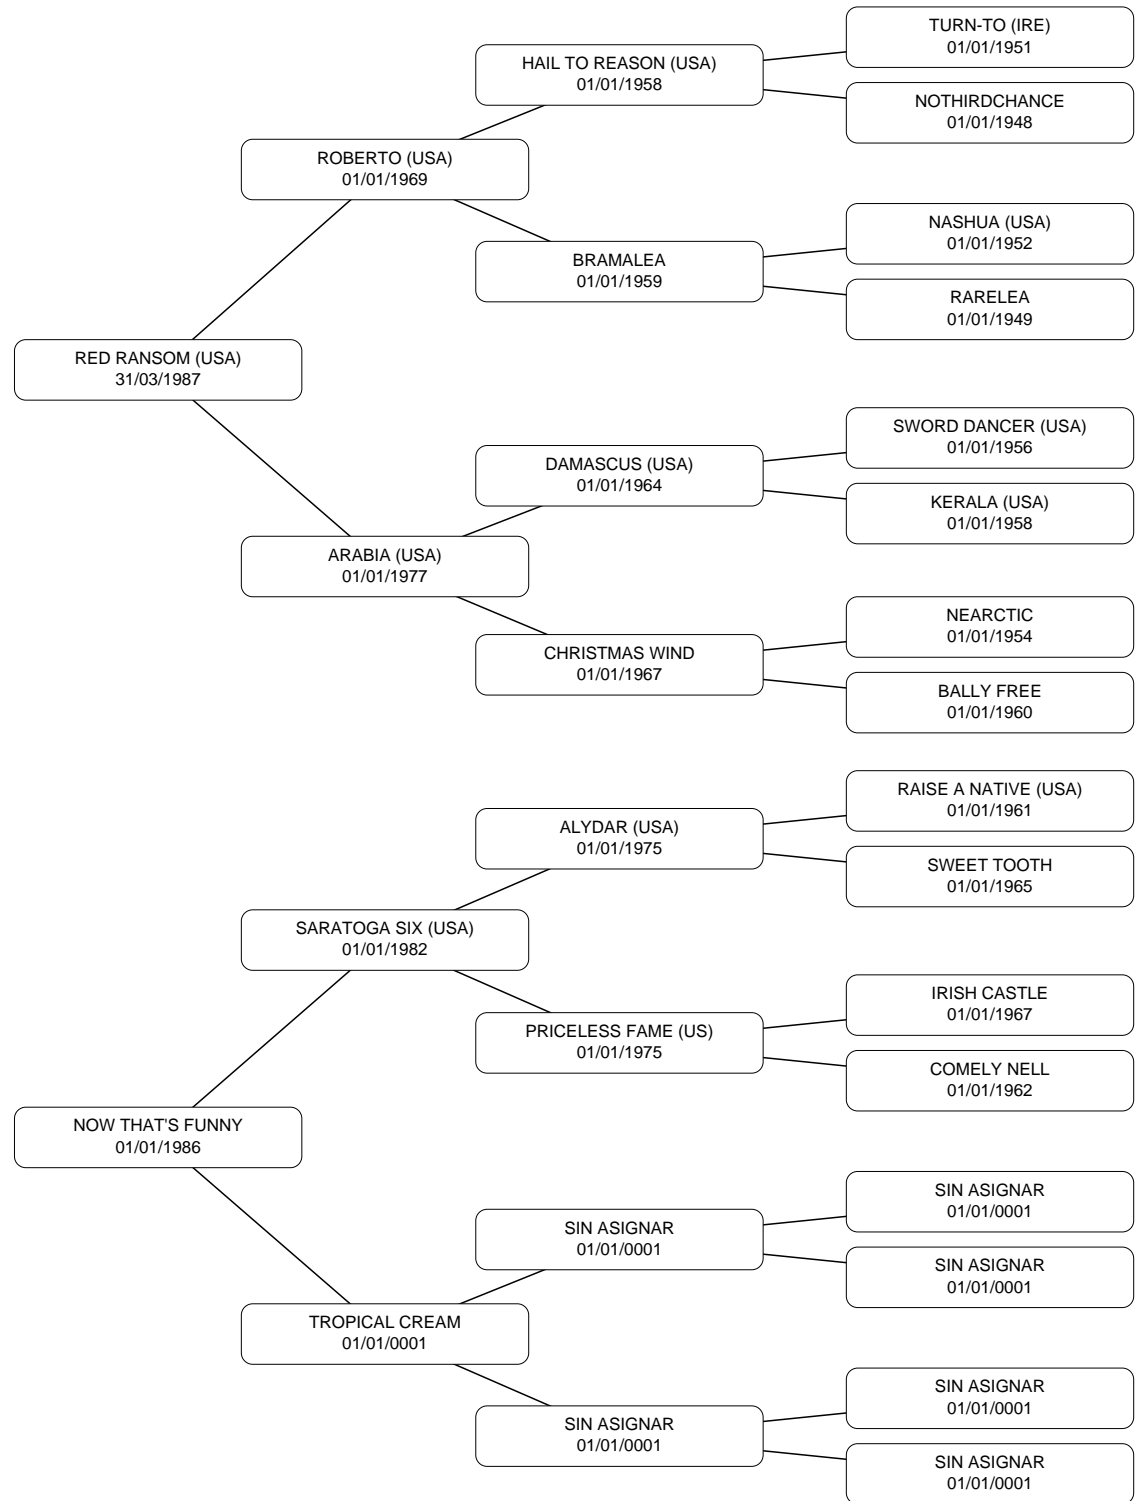 TURN-TO (IRE)
01/01/1951
HAIL TO REASON (USA)
01/01/1958
NOTHIRDCHANCE
01/01/1948
ROBERTO (USA)
01/01/1969
NASHUA (USA)
01/01/1952
BRAMALEA
01/01/1959
RARELEA
01/01/1949
RED RANSOM (USA)
31/03/1987
SWORD DANCER (USA)
01/01/1956
DAMASCUS (USA)
01/01/1964
KERALA (USA)
01/01/1958
ARABIA (USA)
01/01/1977
NEARCTIC
01/01/1954
CHRISTMAS WIND
01/01/1967
BALLY FREE
01/01/1960
RAISE A NATIVE (USA)
01/01/1961
ALYDAR (USA)
01/01/1975
SWEET TOOTH
01/01/1965
SARATOGA SIX (USA)
01/01/1982
IRISH CASTLE
01/01/1967
PRICELESS FAME (US)
01/01/1975
COMELY NELL
01/01/1962
NOW THAT'S FUNNY
01/01/1986
SIN ASIGNAR
01/01/0001
SIN ASIGNAR
01/01/0001
SIN ASIGNAR
01/01/0001
TROPICAL CREAM
01/01/0001
SIN ASIGNAR
01/01/0001
SIN ASIGNAR
01/01/0001
SIN ASIGNAR
01/01/0001